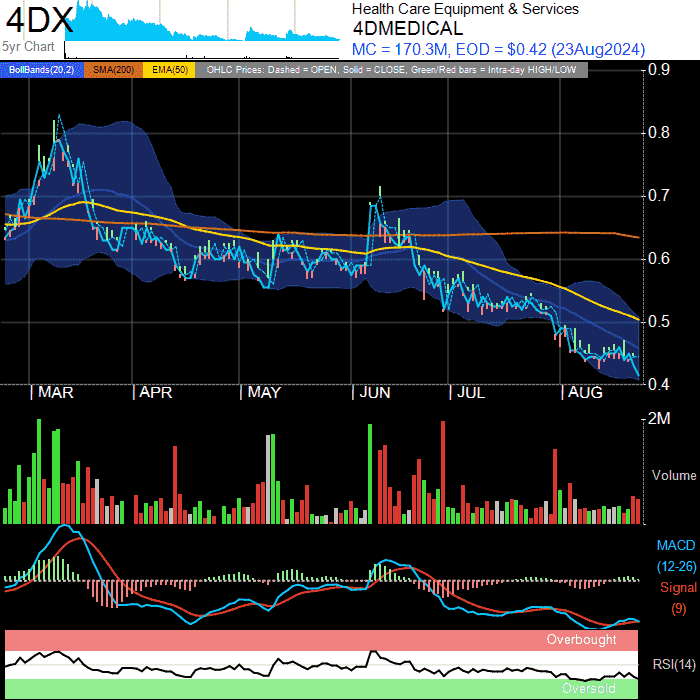 4DX
5yr Chart
Health Care Equipment & Services
4DMEDICAL
MC = 170.3M, EOD = $0.42 (23Aug2024)
BollBands(20,2) SMA(200) EMA(50) OHLC Prices: Dashed = OPEN, Solid = CLOSE, Green/Red bars = Intra-day HIGH/LOW
0.9
0.8
0.7
0.6
0.5
0.4
MAR APR MAY JUN JUL AUG
2M
Volume
MACD
(12-26)
Signal
(9)
Overbought
RSI(14)
Oversold